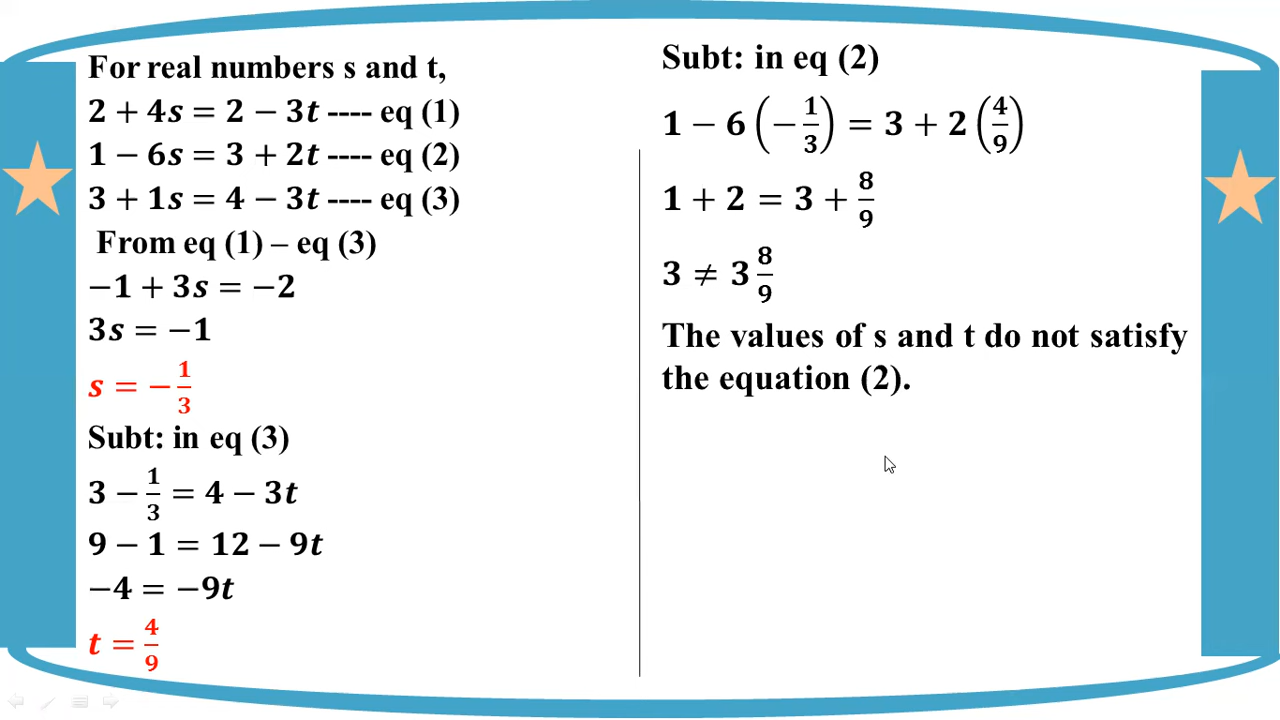 For real numbers s and t,
2 + 4s = 2 − 3t ---- eq (1)
1 − 6s = 3 + 2t ---- eq (2)
3 + 1s = 4 − 3t ---- eq (3)
From eq (1) – eq (3)
−1 + 3s = −2
3s = −1
s = −1/3
Subt: in eq (3)
3 − 1/3 = 4 − 3t
9 − 1 = 12 − 9t
−4 = −9t
t = 4/9
Subt: in eq (2)
1 − 6(−1/3) = 3 + 2(4/9)
1 + 2 = 3 + 8/9
3 ≠ 3 8/9
The values of s and t do not satisfy
the equation (2).